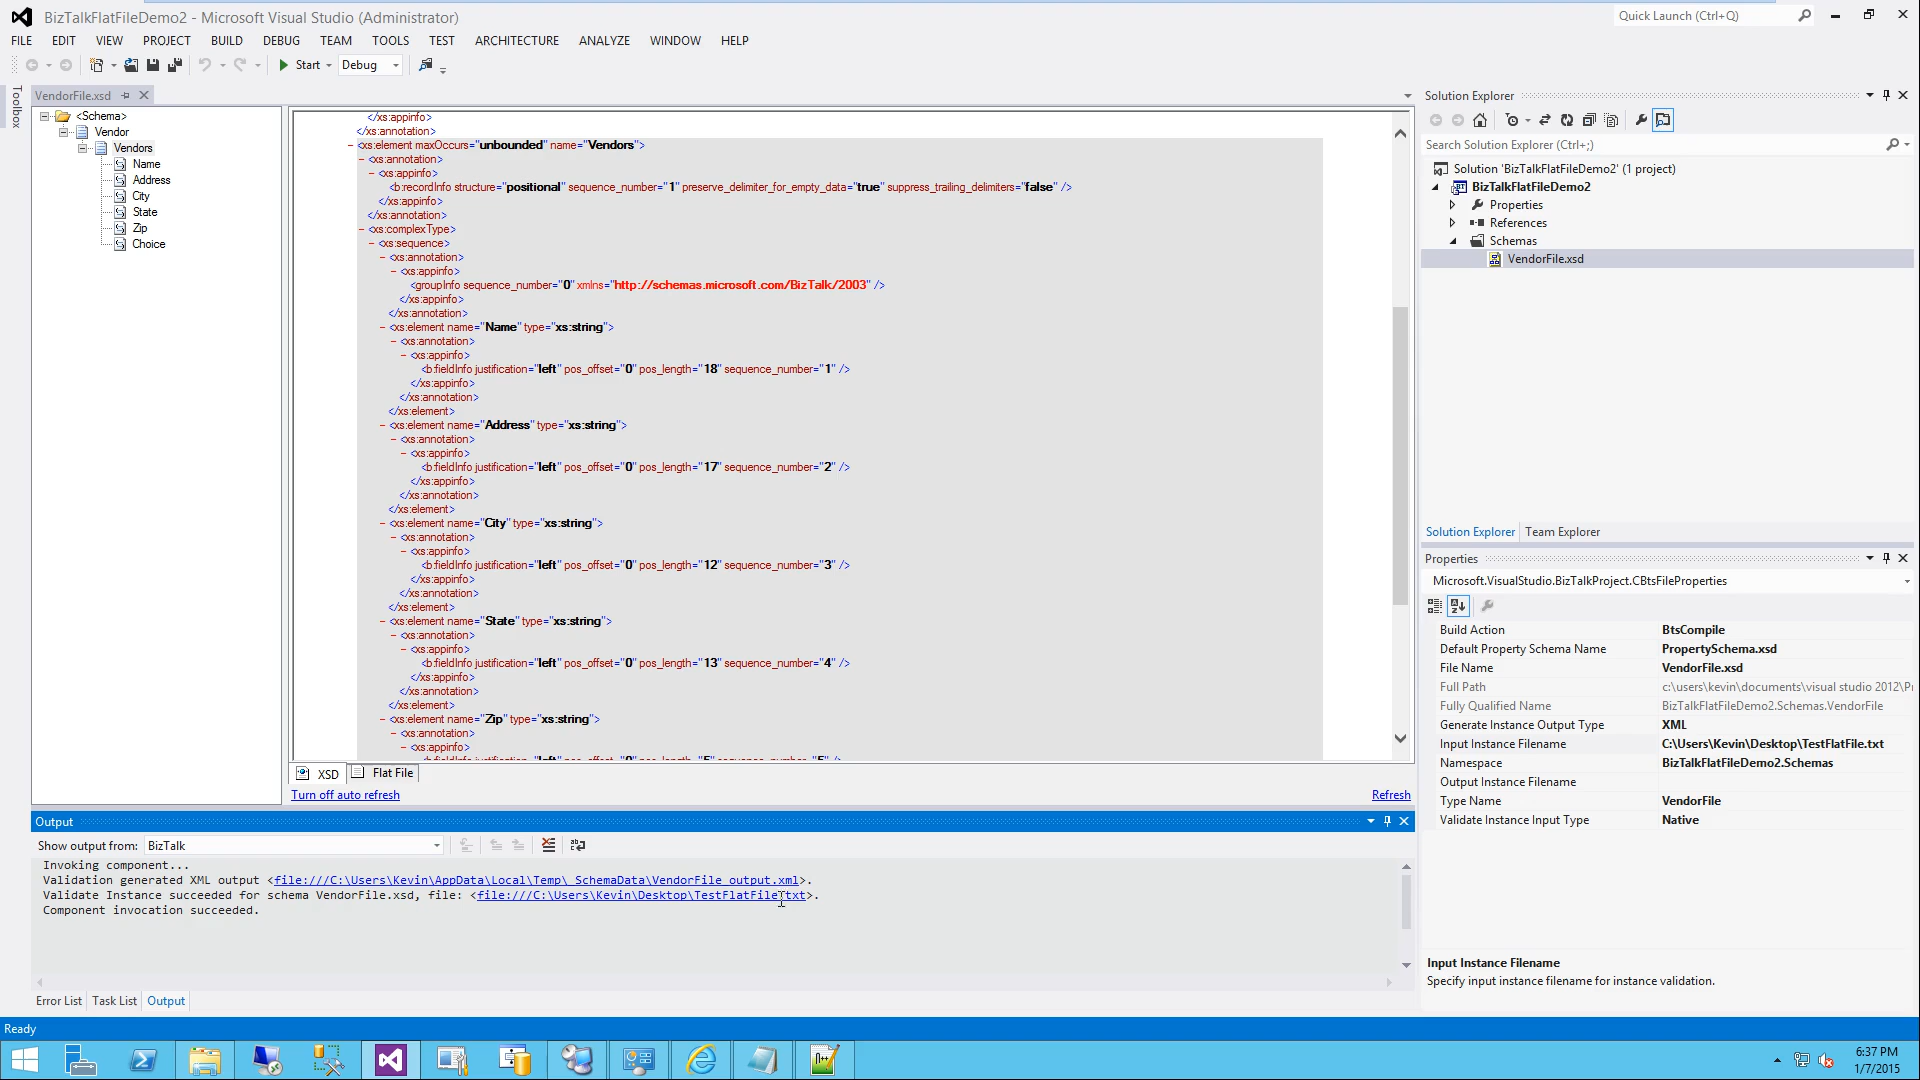 BizTalkFlatFileDemo2 - Microsoft Visual Studio (Administrator)
Quick Launch (Ctrl+Q)
FILE EDIT VIEW PROJECT BUILD DEBUG TEAM TOOLS TEST ARCHITECTURE ANALYZE WINDOW HELP
Start Debug
Toolbox
VendorFile.xsd
<Schema>
Vendor
Vendors
Name
Address
City
State
Zip
Choice
</xs:appinfo>
</xs:annotation>
- <xs:element maxOccurs="unbounded" name="Vendors">
- <xs:annotation>
- <xs:appinfo>
<b:recordInfo structure="positional" sequence_number="1" preserve_delimiter_for_empty_data="true" suppress_trailing_delimiters="false" />
</xs:appinfo>
</xs:annotation>
- <xs:complexType>
- <xs:sequence>
- <xs:annotation>
- <xs:appinfo>
<groupInfo sequence_number="0" xmlns="http://schemas.microsoft.com/BizTalk/2003" />
</xs:appinfo>
</xs:annotation>
- <xs:element name="Name" type="xs:string">
- <xs:annotation>
- <xs:appinfo>
<b:fieldInfo justification="left" pos_offset="0" pos_length="18" sequence_number="1" />
</xs:appinfo>
</xs:annotation>
</xs:element>
- <xs:element name="Address" type="xs:string">
- <xs:annotation>
- <xs:appinfo>
<b:fieldInfo justification="left" pos_offset="0" pos_length="17" sequence_number="2" />
</xs:appinfo>
</xs:annotation>
</xs:element>
- <xs:element name="City" type="xs:string">
- <xs:annotation>
- <xs:appinfo>
<b:fieldInfo justification="left" pos_offset="0" pos_length="12" sequence_number="3" />
</xs:appinfo>
</xs:annotation>
</xs:element>
- <xs:element name="State" type="xs:string">
- <xs:annotation>
- <xs:appinfo>
<b:fieldInfo justification="left" pos_offset="0" pos_length="13" sequence_number="4" />
</xs:appinfo>
</xs:annotation>
</xs:element>
- <xs:element name="Zip" type="xs:string">
- <xs:annotation>
- <xs:appinfo>
XSD Flat File
Turn off auto refresh Refresh
Output
Show output from: BizTalk
Invoking component...
Validation generated XML output <file:///C:\Users\Kevin\AppData\Local\Temp\_SchemaData\VendorFile_output.xml>.
Validate Instance succeeded for schema VendorFile.xsd, file: <file:///C:\Users\Kevin\Desktop\TestFlatFile.txt>.
Component invocation succeeded.
Error List Task List Output
Ready
Solution Explorer
Search Solution Explorer (Ctrl+;)
Solution 'BizTalkFlatFileDemo2' (1 project)
BizTalkFlatFileDemo2
Properties
References
Schemas
VendorFile.xsd
Solution Explorer Team Explorer
Properties
Microsoft.VisualStudio.BizTalkProject.CBtsFileProperties
Build Action BtsCompile
Default Property Schema Name PropertySchema.xsd
File Name VendorFile.xsd
Full Path c:\users\kevin\documents\visual studio 2012\Pr
Fully Qualified Name BizTalkFlatFileDemo2.Schemas.VendorFile
Generate Instance Output Type XML
Input Instance Filename C:\Users\Kevin\Desktop\TestFlatFile.txt
Namespace BizTalkFlatFileDemo2.Schemas
Output Instance Filename
Type Name VendorFile
Validate Instance Input Type Native
Input Instance Filename
Specify input instance filename for instance validation.
6:37 PM
1/7/2015